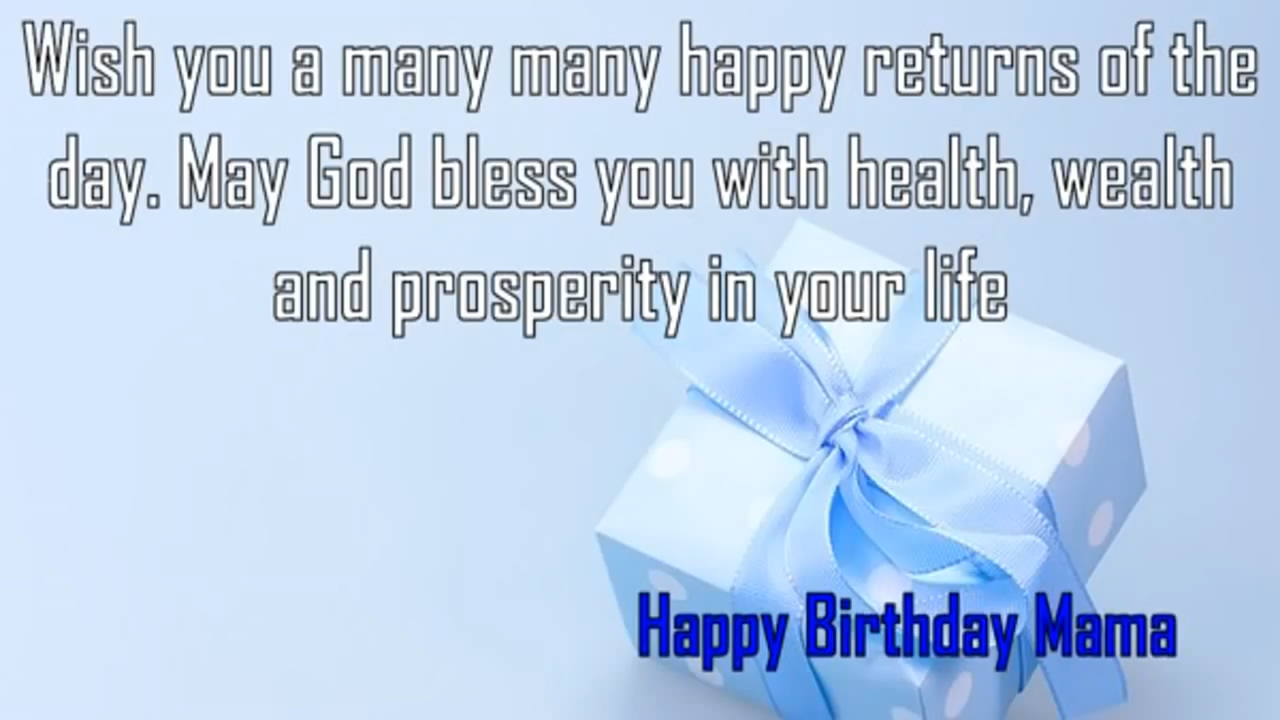 Wish you a many many happy returns of the
day. May God bless you with health, wealth
and prosperity in your life
Happy Birthday Mama